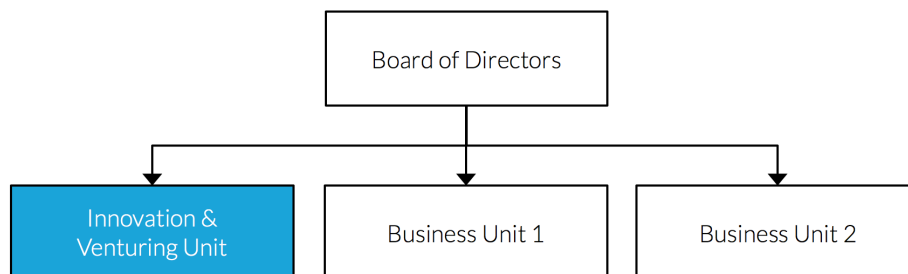 Board of Directors
Innovation &
Venturing Unit
Business Unit 1
Business Unit 2